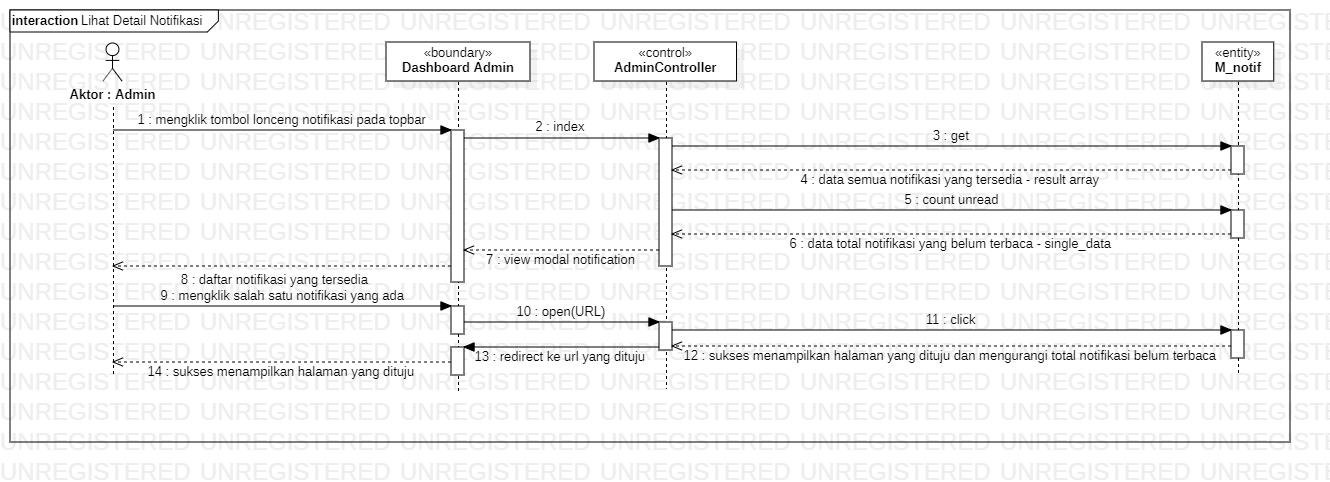 interaction Lihat Detail Notifikasi
«boundary»
Dashboard Admin
«control»
AdminController
«entity»
M_notif
Aktor : Admin
1 : mengklik tombol lonceng notifikasi pada topbar
2 : index
3 : get
4 : data semua notifikasi yang tersedia - result array
5 : count unread
6 : data total notifikasi yang belum terbaca - single_data
7 : view modal notification
8 : daftar notifikasi yang tersedia
9 : mengklik salah satu notifikasi yang ada
10 : open(URL)
11 : click
12 : sukses menampilkan halaman yang dituju dan mengurangi total notifikasi belum terbaca
13 : redirect ke url yang dituju
14 : sukses menampilkan halaman yang dituju
UNREGISTERED UNREGISTERED UNREGISTERED UNREGISTERED UNREGISTERED UNREGISTERED